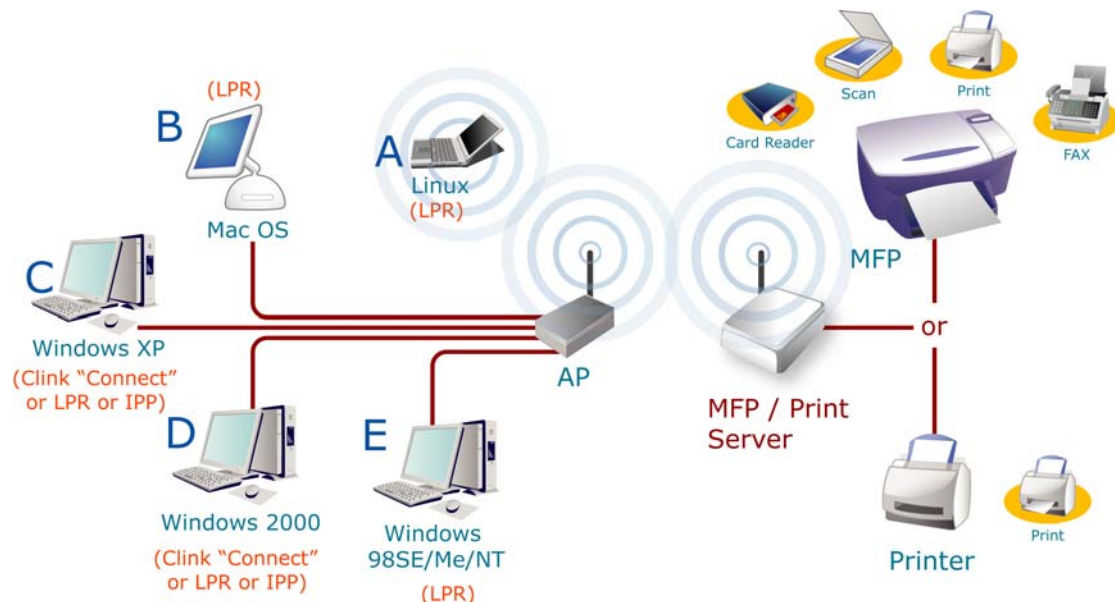 (LPR)
B
Mac OS
A
Linux
(LPR)
C
Windows XP
(Clink “Connect”
or LPR or IPP)
D
Windows 2000
(Clink “Connect”
or LPR or IPP)
E
Windows
98SE/Me/NT
(LPR)
AP
MFP / Print
Server
or
Card Reader
Scan
Print
FAX
MFP
Printer
Print